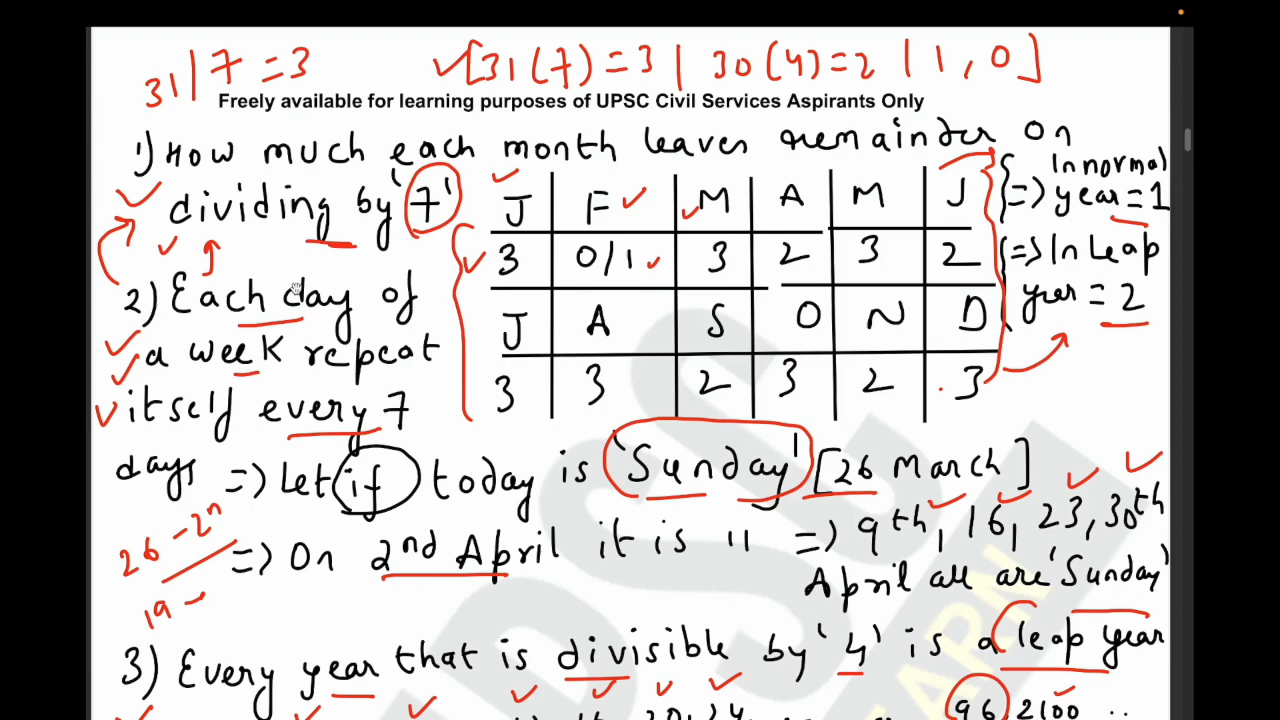 31 | 7 = 3 [31(7) = 3 | 30(4) = 2 | 1, 0]
Freely available for learning purposes of UPSC Civil Services Aspirants Only
1) How much each month leaves remainder on
dividing by '7'
J F M A M J
3 0/1 3 2 3 2
J A S O N D
3 3 2 3 2 3
=> In normal
year = 1
=> In leap
year = 2
2) Each day of
a week repeat
itself every 7
days => Let if today is 'Sunday' [26 March]
26 -
19 -
=> On 2nd April it is 11 => 9th, 16, 23, 30th
April all are 'Sunday'
3) Every year that is divisible by '4' is a leap year
96 2100 ..